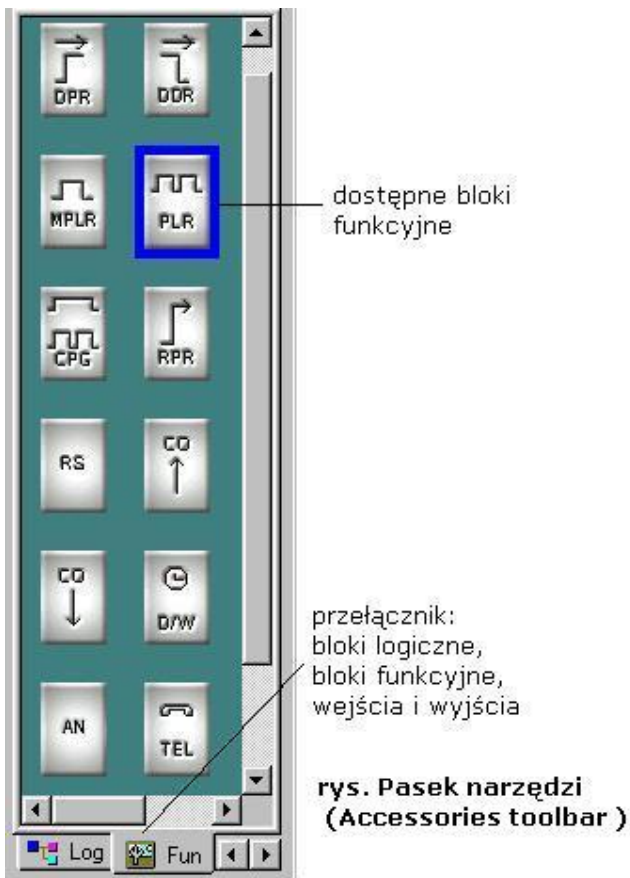 DPR DDR
MPLR PLR
dostępne bloki
funkcyjne
CPG RPR
RS CO
CO D/W
przełącznik:
bloki logiczne,
bloki funkcyjne,
wejścia i wyjścia
AN TEL
rys. Pasek narzędzi
(Accessories toolbar )
Log Fun